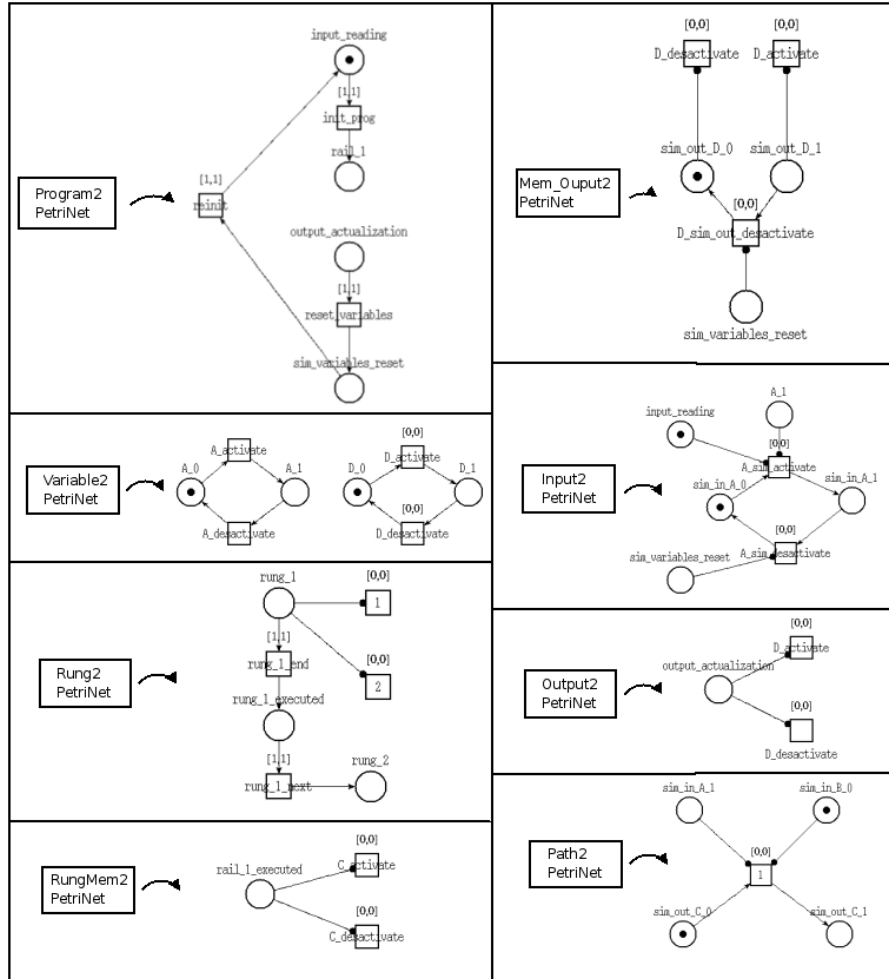 Program2
PetriNet
input_reading
[1,1]
init_prog
rail_1
[1,1]
reinit
output_actualization
[1,1]
reset_variables
sim_variables_reset
Mem_Ouput2
PetriNet
[0,0]
D_desactivate
[0,0]
D_activate
sim_out_D_0
sim_out_D_1
[0,0]
D_sim_out_desactivate
sim_variables_reset
Variable2
PetriNet
A_activate
A_0
A_1
A_desactivate
[0,0]
D_activate
D_0
D_1
[0,0]
D_desactivate
Input2
PetriNet
A_1
input_reading
[0,0]
A_sim_activate
sim_in_A_0
sim_in_A_1
[0,0]
A_sim_desactivate
sim_variables_reset
Rung2
PetriNet
rung_1
[0,0]
1
[1,1]
rung_1_end
[0,0]
2
rung_1_executed
[1,1]
rung_1_next
rung_2
Output2
PetriNet
[0,0]
D_activate
output_actualization
[0,0]
D_desactivate
RungMem2
PetriNet
[0,0]
C_activate
rail_1_executed
[0,0]
C_desactivate
Path2
PetriNet
sim_in_A_1
sim_in_B_0
[0,0]
1
sim_out_C_0
sim_out_C_1